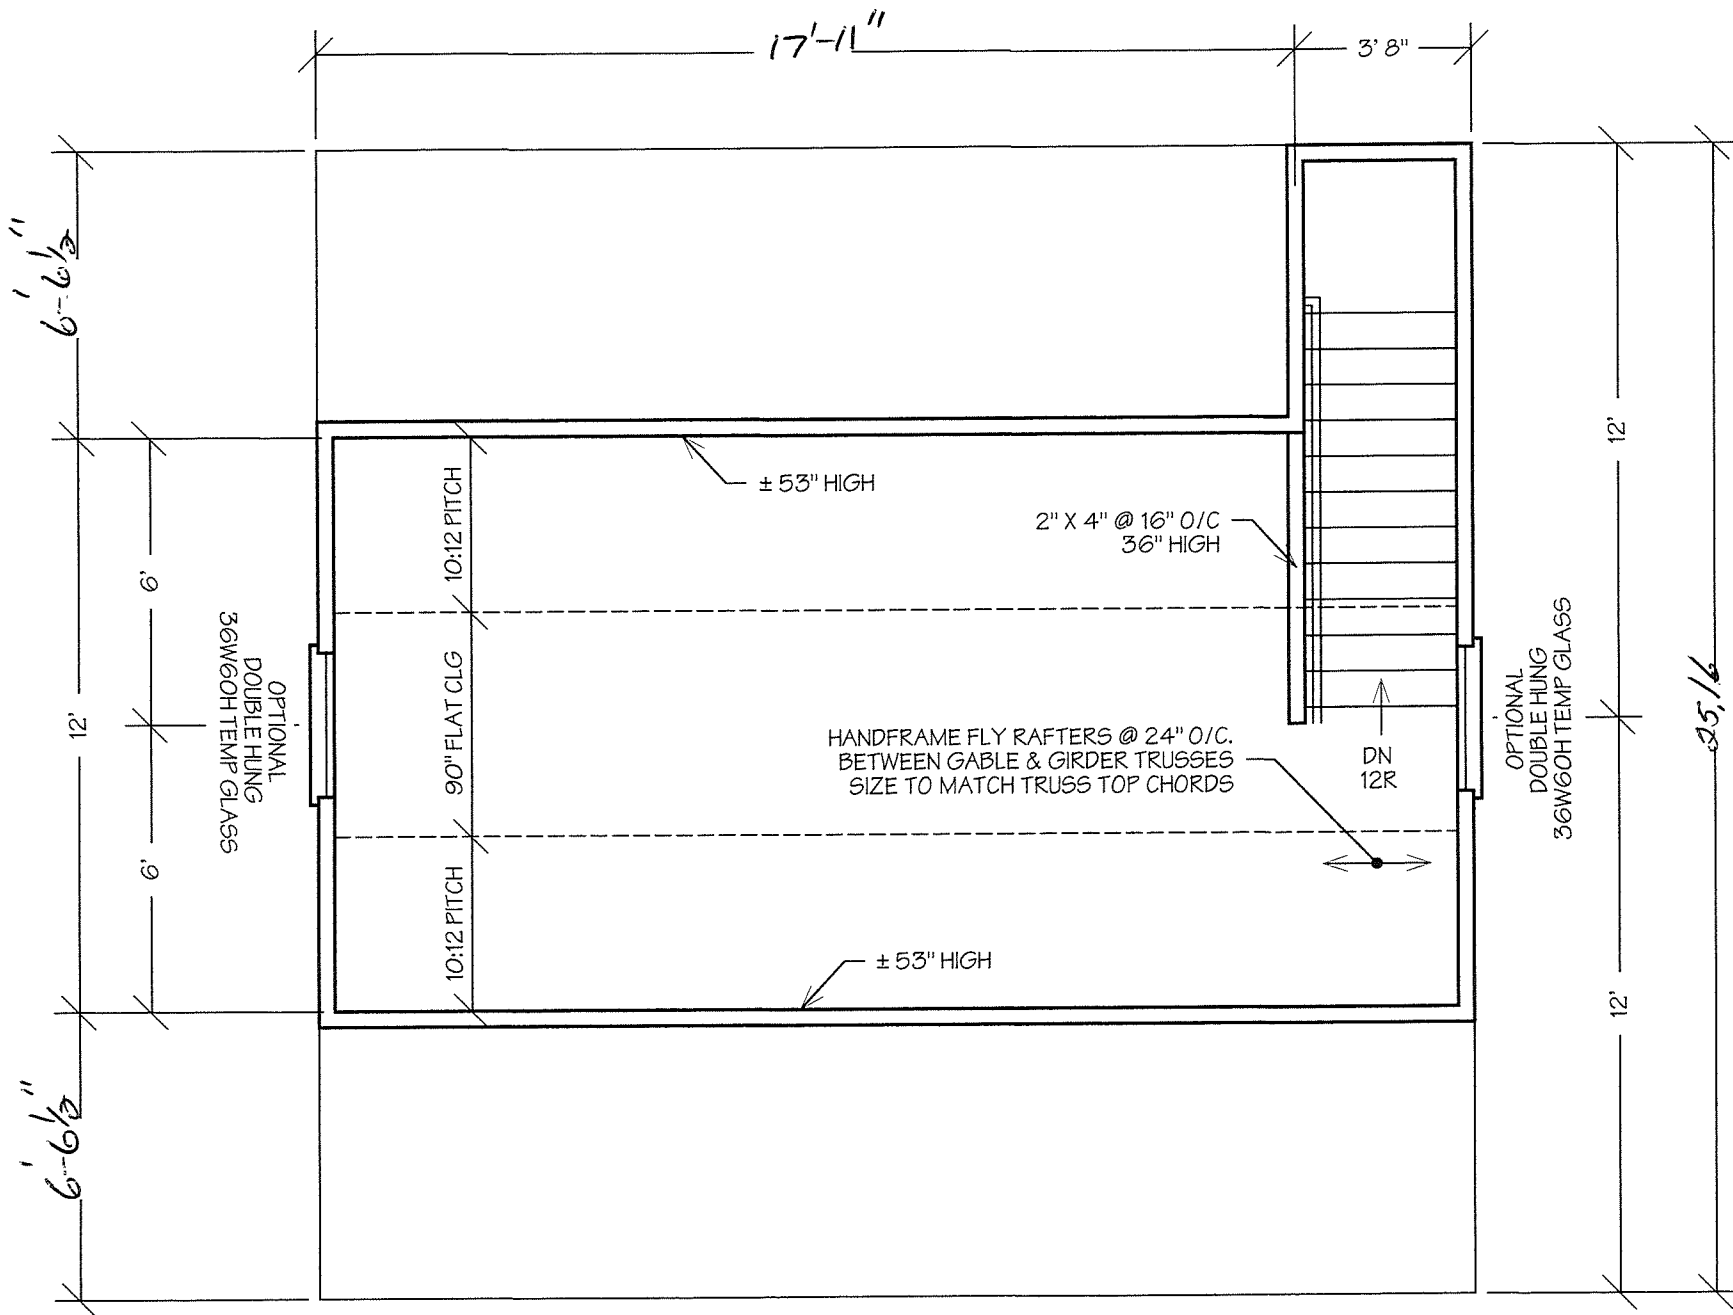 17'-11"
3' 8"
6'-6½"
± 53" HIGH
2" X 4" @ 16" O/C
36" HIGH
10:12 PITCH
12'
6'
OPTIONAL
DOUBLE HUNG
36W60H TEMP GLASS
90" FLAT CLG
12'
HANDFRAME FLY RAFTERS @ 24" O/C.
BETWEEN GABLE & GIRDER TRUSSES
SIZE TO MATCH TRUSS TOP CHORDS
DN
12R
OPTIONAL
DOUBLE HUNG
36W60H TEMP GLASS
25,16
6'
10:12 PITCH
± 53" HIGH
12'
6'-6½"